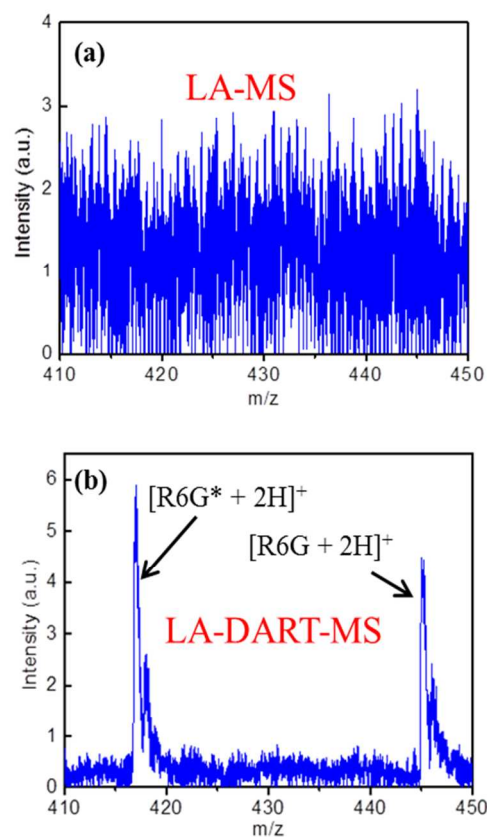 (a)
LA-MS
Intensity (a.u.)
4
3
2
1
0
410 420 430 440 450
m/z
(b)
[R6G* + 2H]+
[R6G + 2H]+
LA-DART-MS
Intensity (a.u.)
6
5
4
3
2
1
0
410 420 430 440 450
m/z